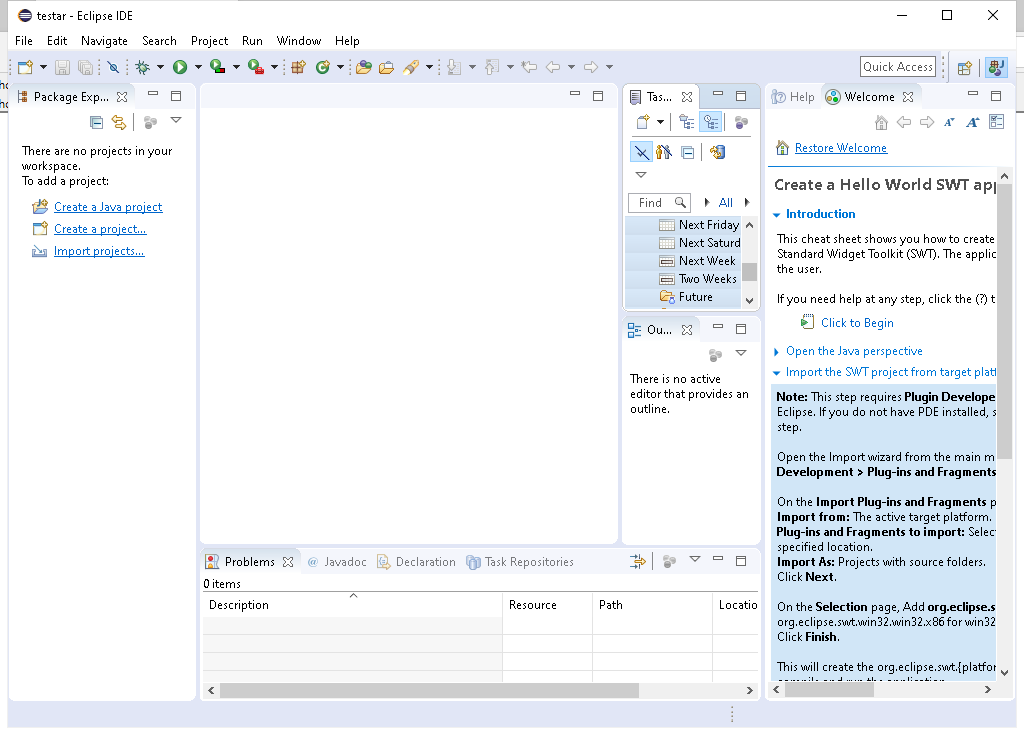 testar - Eclipse IDE
File Edit Navigate Search Project Run Window Help
Quick Access
Package Exp...
There are no projects in your
workspace.
To add a project:
Create a Java project
Create a project...
Import projects...
Tas...
Find
All
Next Friday
Next Saturd
Next Week
Two Weeks
Future
Ou...
There is no active
editor that provides an
outline.
Problems @ Javadoc Declaration Task Repositories
0 items
Description Resource Path Locatio
Help Welcome
Restore Welcome
Create a Hello World SWT app
Introduction
This cheat sheet shows you how to create
Standard Widget Toolkit (SWT). The applic
the user.
If you need help at any step, click the (?) t
Click to Begin
Open the Java perspective
Import the SWT project from target platf
Note: This step requires Plugin Develope
Eclipse. If you do not have PDE installed, s
step.
Open the Import wizard from the main m
Development > Plug-ins and Fragments
On the Import Plug-ins and Fragments p
Import from: The active target platform.
Plug-ins and Fragments to import: Selec
specified location.
Import As: Projects with source folders.
Click Next.
On the Selection page, Add org.eclipse.s
org.eclipse.swt.win32.win32.x86 for win32
Click Finish.
This will create the org.eclipse.swt.{platfor
compile and run the application